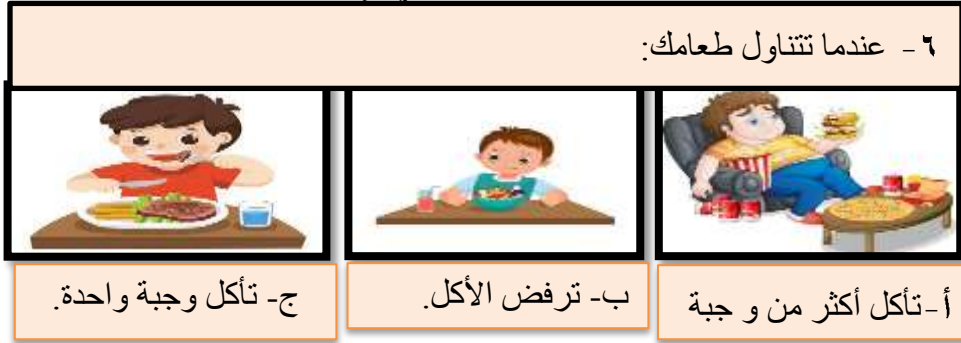 ٦- عندما تتناول طعامك:
أ-تأكل أكثر من و جبة
ب- ترفض الأكل.
ج- تأكل وجبة واحدة.